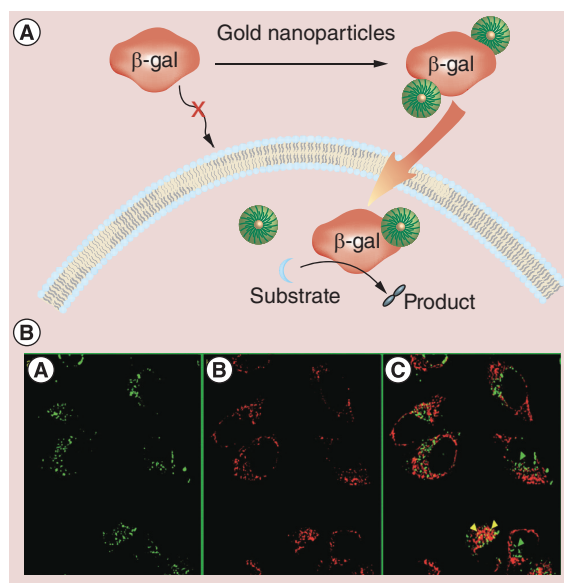 A
Gold nanoparticles
β-gal
β-gal
X
β-gal
Substrate
Product
B
A
B
C